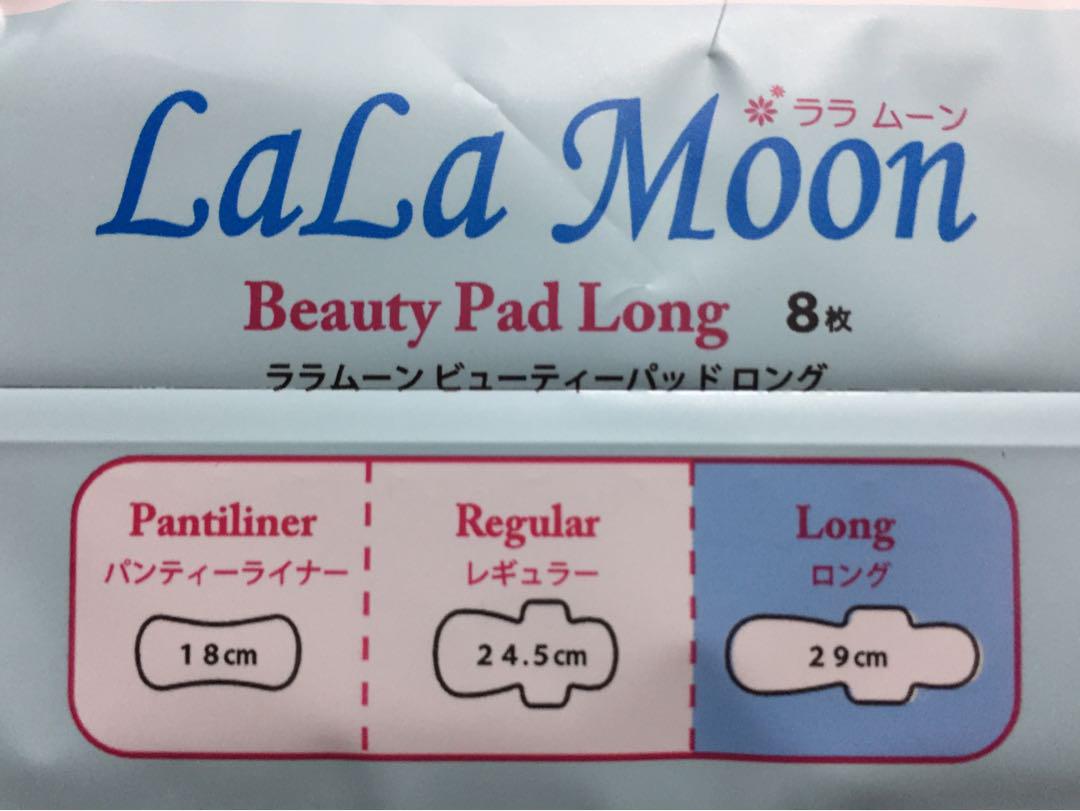 ララ ムーン
LaLa Moon
Beauty Pad Long 8枚
ララムーン ビューティーパッド ロング
Pantiliner
パンティーライナー
18cm
Regular
レギュラー
24.5cm
Long
ロング
29cm